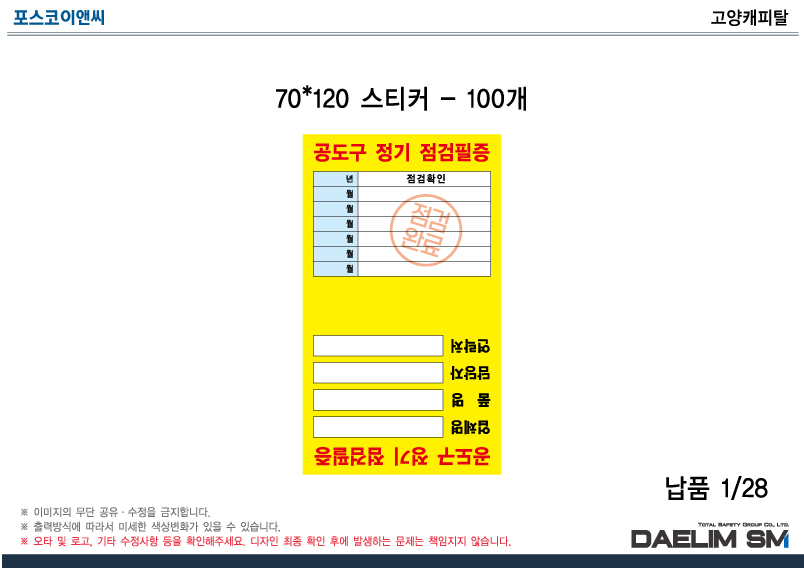 포스코이앤씨
고양캐피탈
70*120 스티커 - 100개
공도구 정기 점검필증
년 점검확인
월
월
월
월
월
월
점검
완료
연락처
담당자
품 명
업체명
공도구 정기 점검필증
납품 1/28
※ 이미지의 무단 공유·수정을 금지합니다.
※ 출력방식에 따라서 미세한 색상변화가 있을 수 있습니다.
※ 오타 및 로고, 기타 수정사항 등을 확인해주세요. 디자인 최종 확인 후에 발생하는 문제는 책임지지 않습니다.
TOTAL SAFETY GROUP CO., LTD.
DAELIM SM